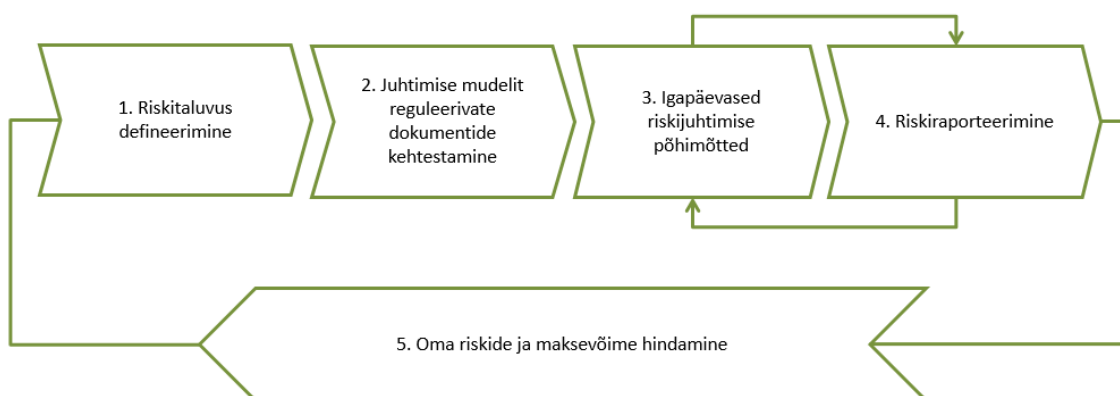 1. Riskitaluvus
defineerimine
2. Juhtimise mudelit
reguleerivate
dokumentide
kehtestamine
3. Igapäevased
riskijuhtimise
põhimõtted
4. Riskiraporteerimine
5. Oma riskide ja maksevõime hindamine